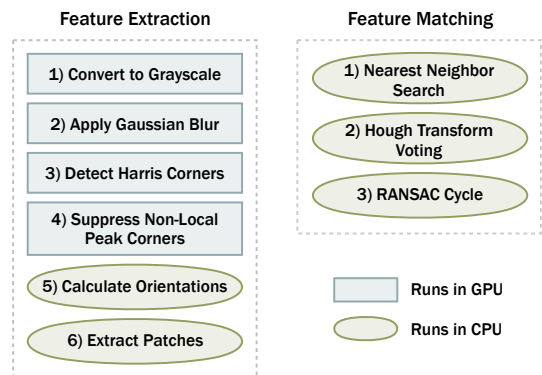 Feature Extraction
1) Convert to Grayscale
2) Apply Gaussian Blur
3) Detect Harris Corners
4) Suppress Non-Local
Peak Corners
5) Calculate Orientations
6) Extract Patches
Feature Matching
1) Nearest Neighbor
Search
2) Hough Transform
Voting
3) RANSAC Cycle
Runs in GPU
Runs in CPU